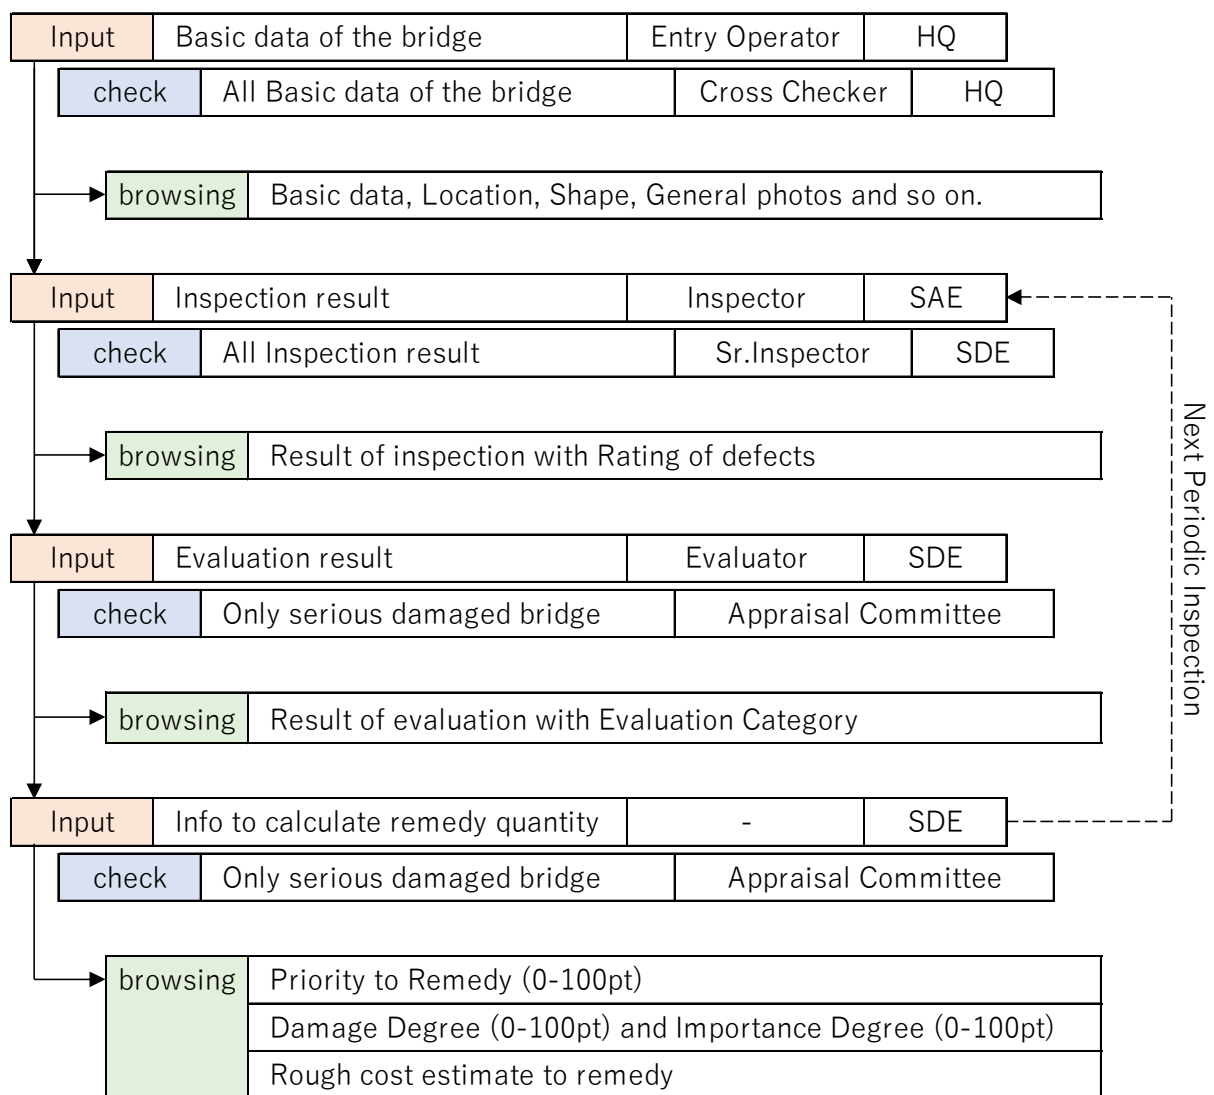 Input Basic data of the bridge Entry Operator HQ
check All Basic data of the bridge Cross Checker HQ
browsing Basic data, Location, Shape, General photos and so on.
Input Inspection result Inspector SAE
check All Inspection result Sr.Inspector SDE
browsing Result of inspection with Rating of defects
Input Evaluation result Evaluator SDE
check Only serious damaged bridge Appraisal Committee
browsing Result of evaluation with Evaluation Category
Input Info to calculate remedy quantity - SDE
check Only serious damaged bridge Appraisal Committee
browsing Priority to Remedy (0-100pt)
Damage Degree (0-100pt) and Importance Degree (0-100pt)
Rough cost estimate to remedy
Next Periodic Inspection